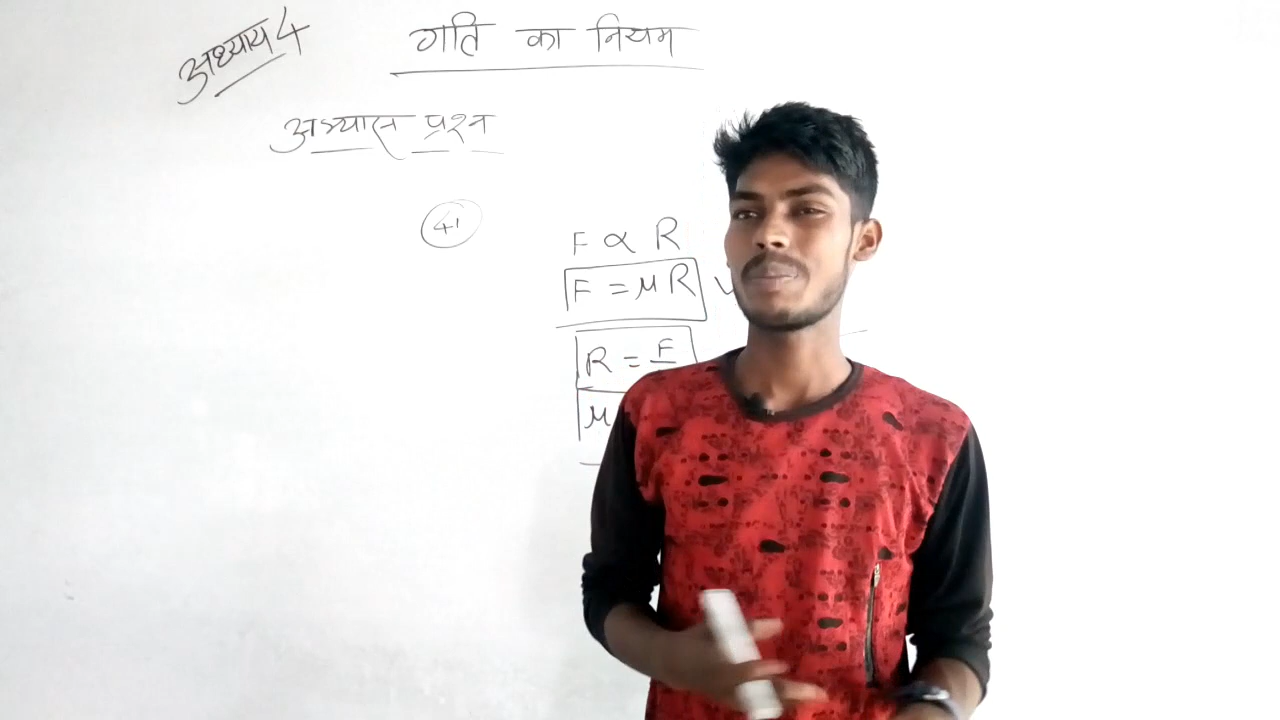 अध्याय 4
गति का नियम
अभ्यास प्रश्न
41
F ∝ R
F = μR
R = F
μ